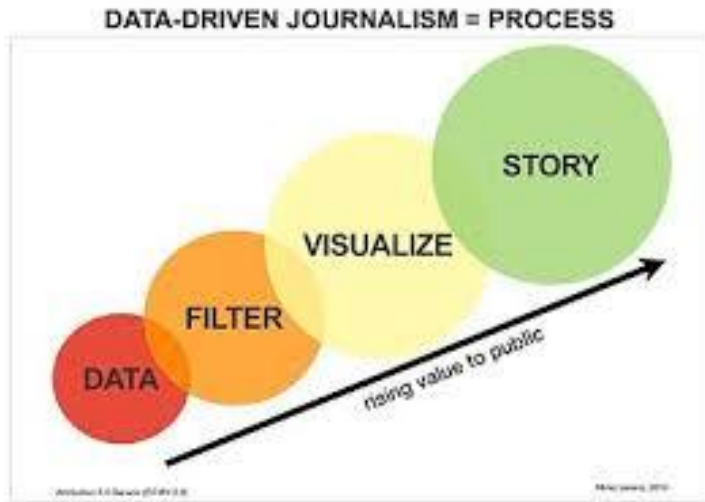 DATA-DRIVEN JOURNALISM = PROCESS
STORY
VISUALIZE
FILTER
DATA
rising value to public